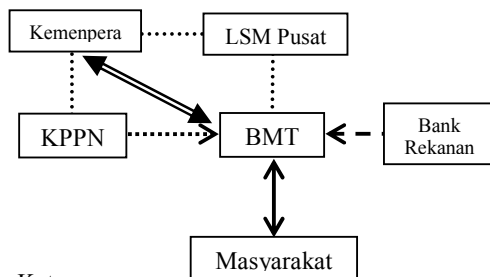 Kemenpera
LSM Pusat
KPPN
BMT
Bank
Rekanan
Masyarakat